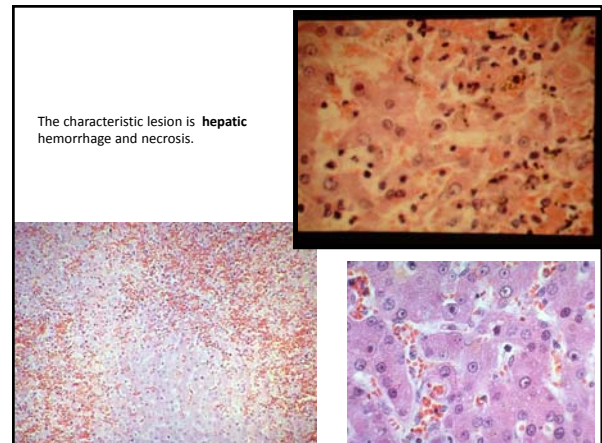 The characteristic lesion is hepatic
hemorrhage and necrosis.